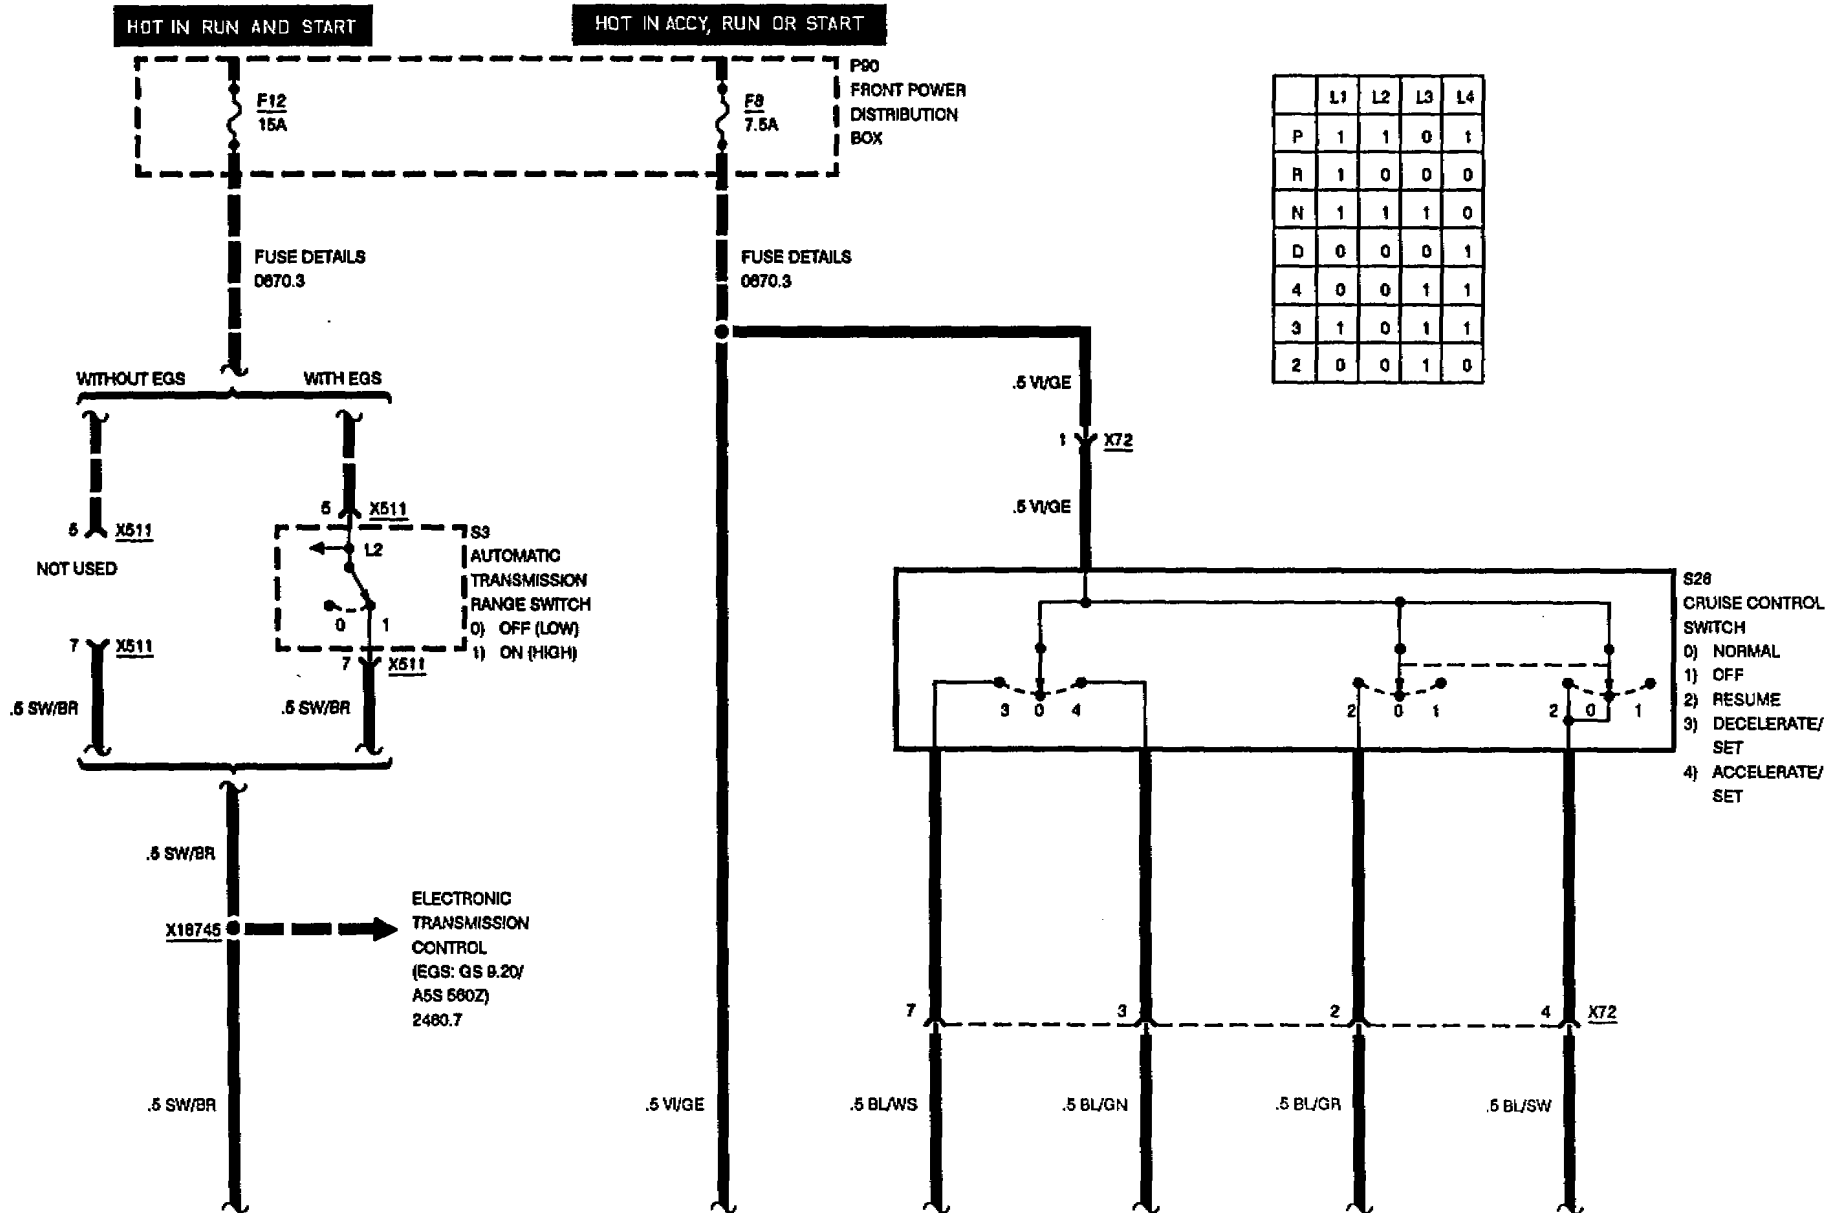 HOT IN RUN AND START
HOT IN ACCY, RUN OR START
F12
15A
F8
7.5A
P90
FRONT POWER
DISTRIBUTION
BOX
L1 L2 L3 L4
P 1 1 0 1
R 1 0 0 0
N 1 1 1 0
D 0 0 0 1
4 0 0 1 1
3 1 0 1 1
2 0 0 1 0
FUSE DETAILS
0670.3
FUSE DETAILS
0670.3
WITHOUT EGS
WITH EGS
.5 VI/GE
1 X72
.5 VI/GE
5 X511
NOT USED
7 X511
.5 SW/BR
5 X511
L2
0 1
S3
AUTOMATIC
TRANSMISSION
RANGE SWITCH
0) OFF (LOW)
1) ON (HIGH)
7 X511
.5 SW/BR
3 0 4
2 0 1
2 0 1
S26
CRUISE CONTROL
SWITCH
0) NORMAL
1) OFF
2) RESUME
3) DECELERATE/
SET
4) ACCELERATE/
SET
.5 SW/BR
X18745
ELECTRONIC
TRANSMISSION
CONTROL
(EGS: GS 9.20/
A5S 560Z)
2460.7
7 3 2 4 X72
.5 SW/BR
.5 VI/GE
.5 BL/WS
.5 BL/GN
.5 BL/GR
.5 BL/SW